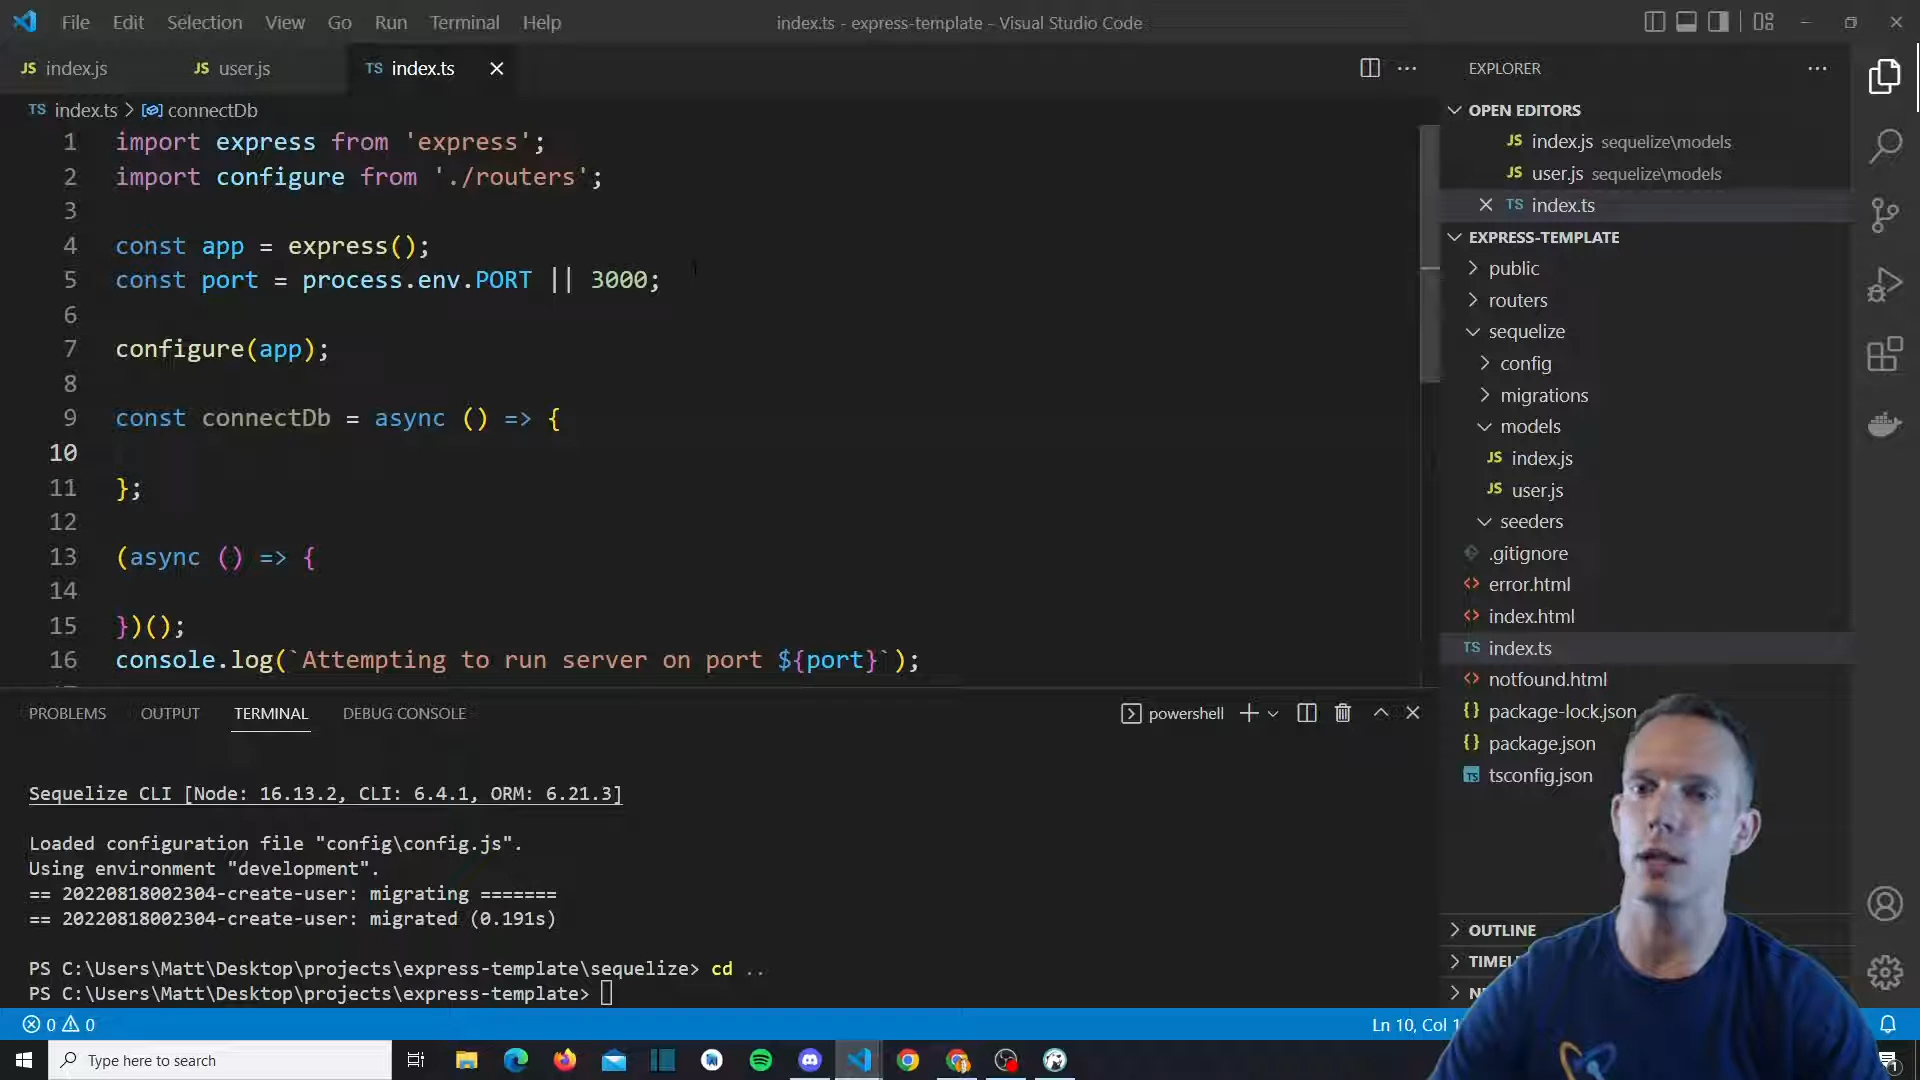 File Edit Selection View Go Run Terminal Help
index.ts - express-template - Visual Studio Code
JS index.js
JS user.js
TS index.ts
TS index.ts > connectDb
1 import express from 'express';
2 import configure from './routers';
3
4 const app = express();
5 const port = process.env.PORT || 3000;
6
7 configure(app);
8
9 const connectDb = async () => {
10
11 };
12
13 (async () => {
14
15 })();
16 console.log(`Attempting to run server on port ${port}`);
PROBLEMS OUTPUT TERMINAL DEBUG CONSOLE
powershell
Sequelize CLI [Node: 16.13.2, CLI: 6.4.1, ORM: 6.21.3]
Loaded configuration file "config\config.js".
Using environment "development".
== 20220818002304-create-user: migrating =======
== 20220818002304-create-user: migrated (0.191s)
PS C:\Users\Matt\Desktop\projects\express-template\sequelize> cd ..
PS C:\Users\Matt\Desktop\projects\express-template>
EXPLORER
OPEN EDITORS
JS index.js sequelize\models
JS user.js sequelize\models
TS index.ts
EXPRESS-TEMPLATE
public
routers
sequelize
config
migrations
models
JS index.js
JS user.js
seeders
.gitignore
error.html
index.html
TS index.ts
notfound.html
package-lock.json
package.json
tsconfig.json
OUTLINE
0 0
Ln 10, Col
Type here to search